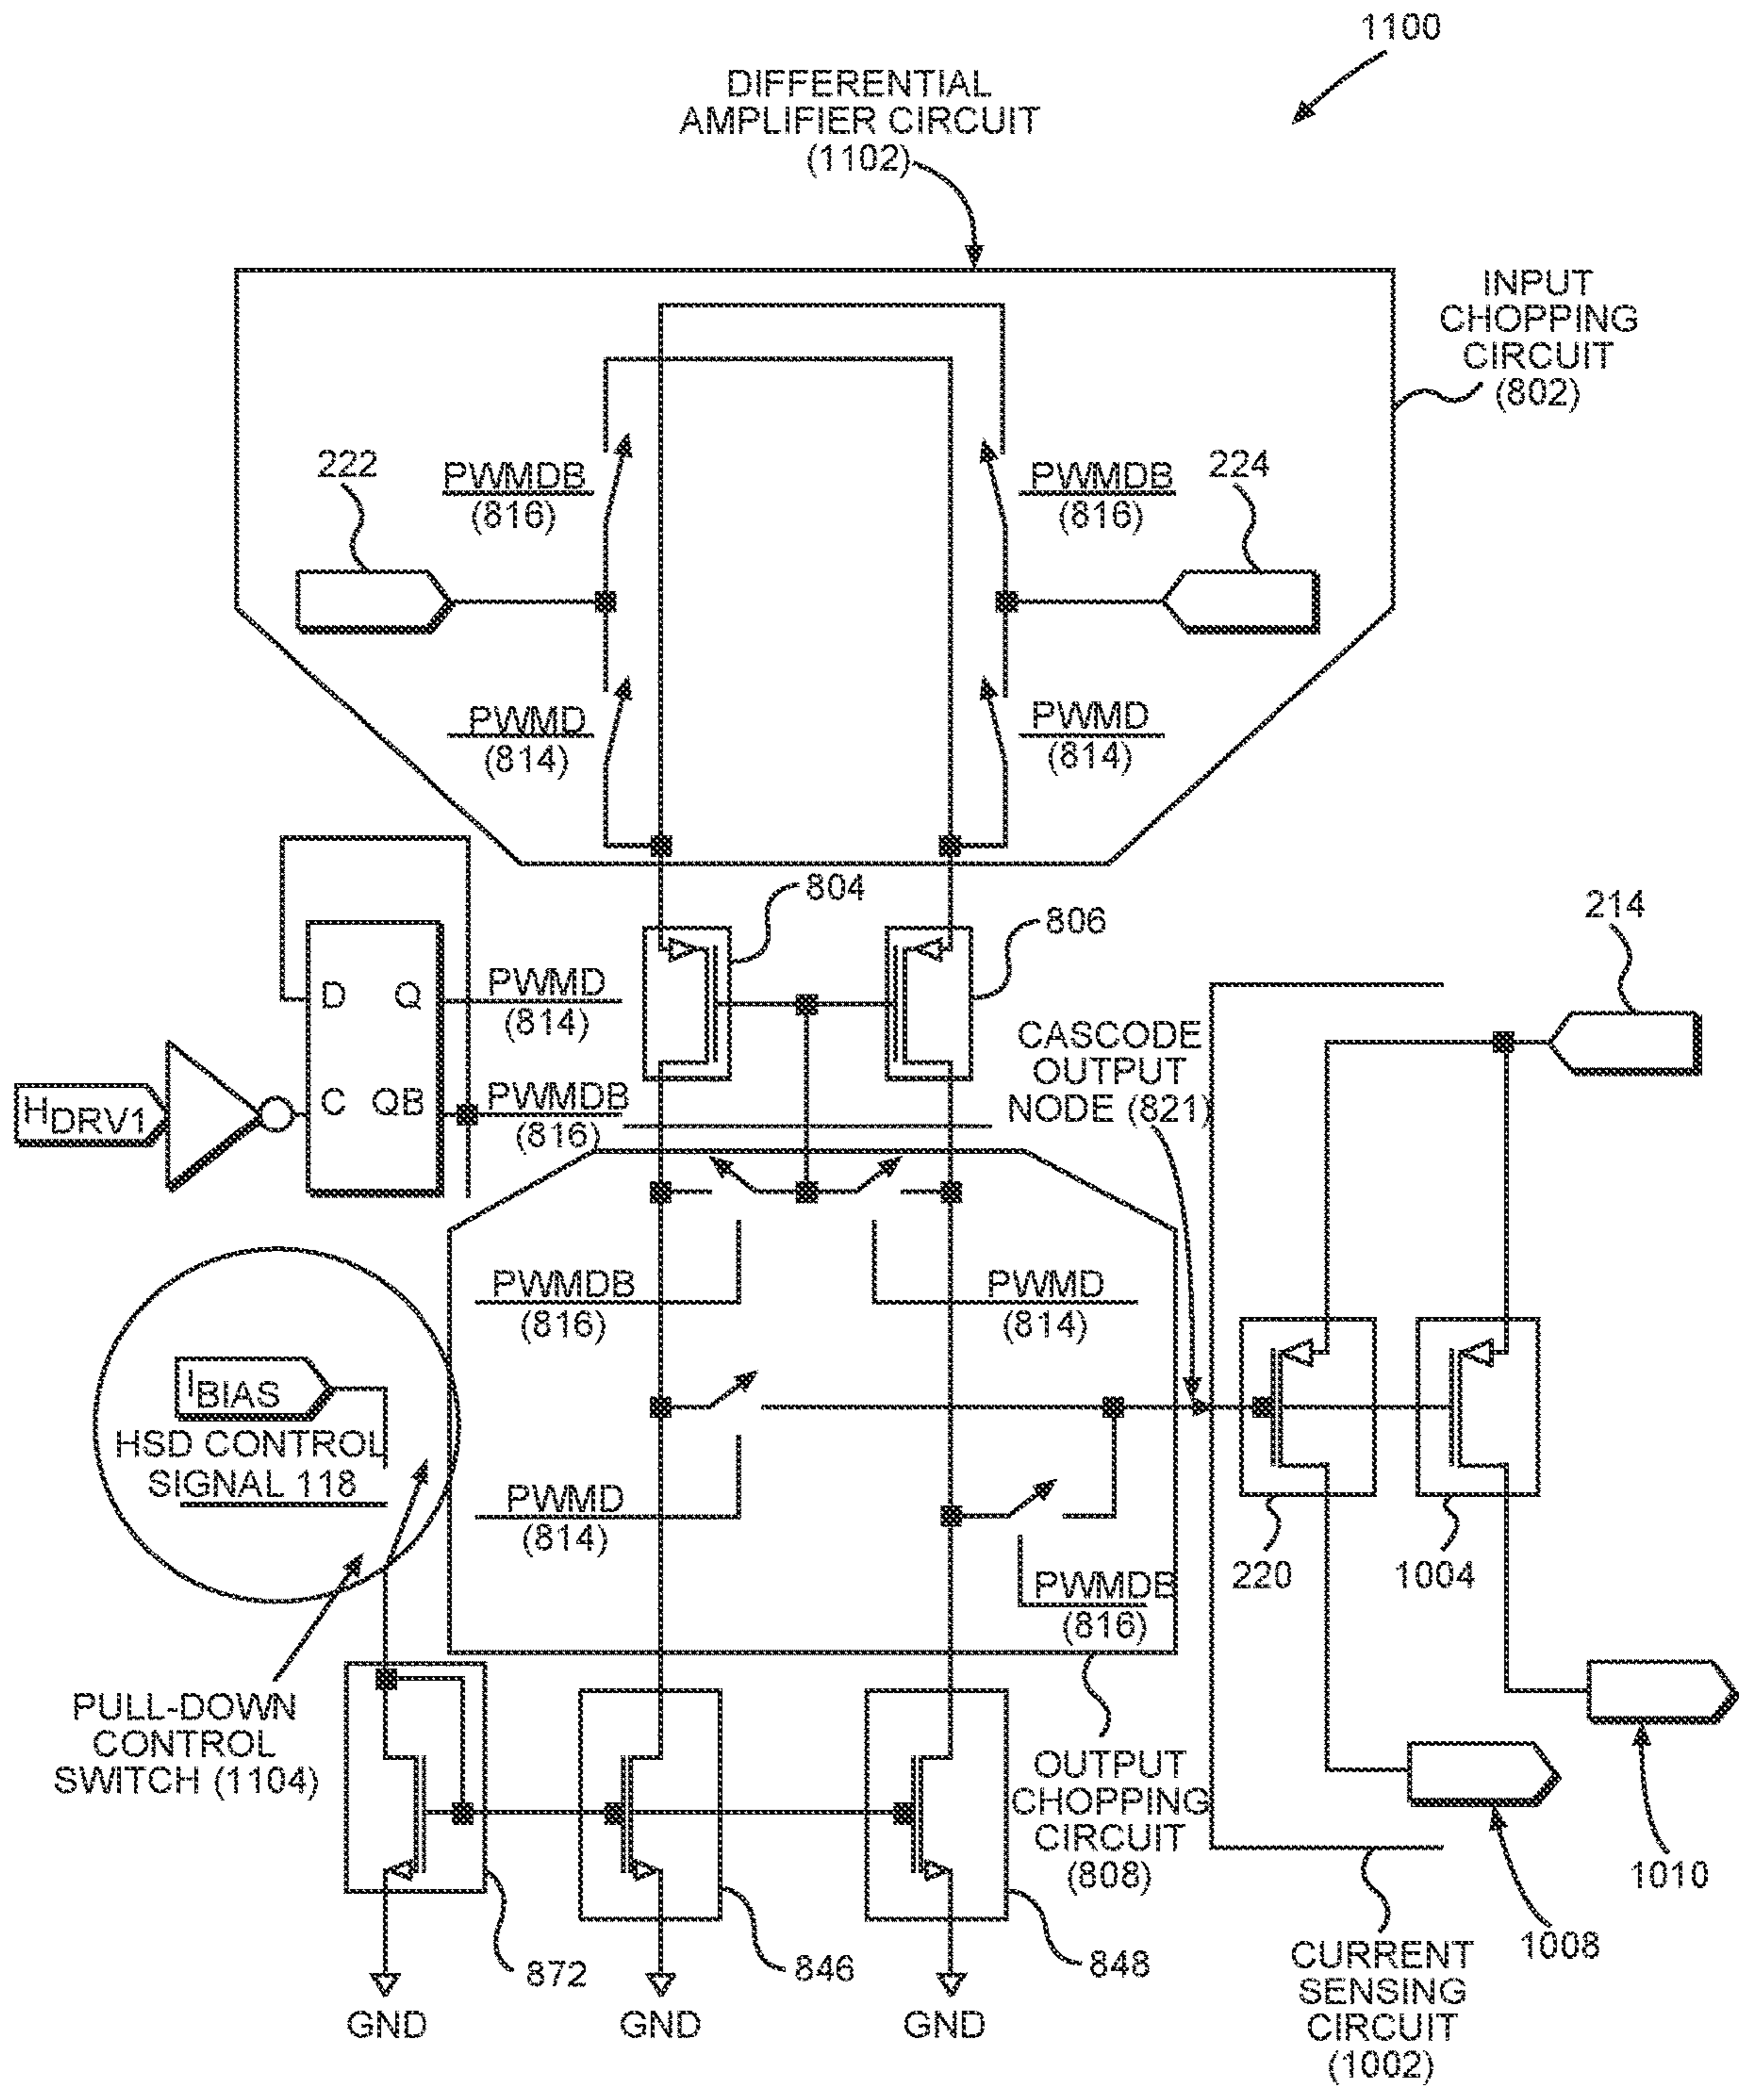 1100
DIFFERENTIAL
AMPLIFIER CIRCUIT
(1102)
INPUT
CHOPPING
CIRCUIT
(802)
222
PWMDB
(816)
PWMDB
(816)
224
PWMD
(814)
PWMD
(814)
804
806
214
D
Q
PWMD
(814)
CASCODE
OUTPUT
NODE (821)
HDRV1
C
QB
PWMDB
(816)
PWMDB
(816)
PWMD
(814)
IBIAS
HSD CONTROL
SIGNAL 118
PWMD
(814)
PWMDB
(816)
220
1004
PULL-DOWN
CONTROL
SWITCH (1104)
OUTPUT
CHOPPING
CIRCUIT
(808)
1010
1008
872
846
848
CURRENT
SENSING
CIRCUIT
(1002)
GND
GND
GND